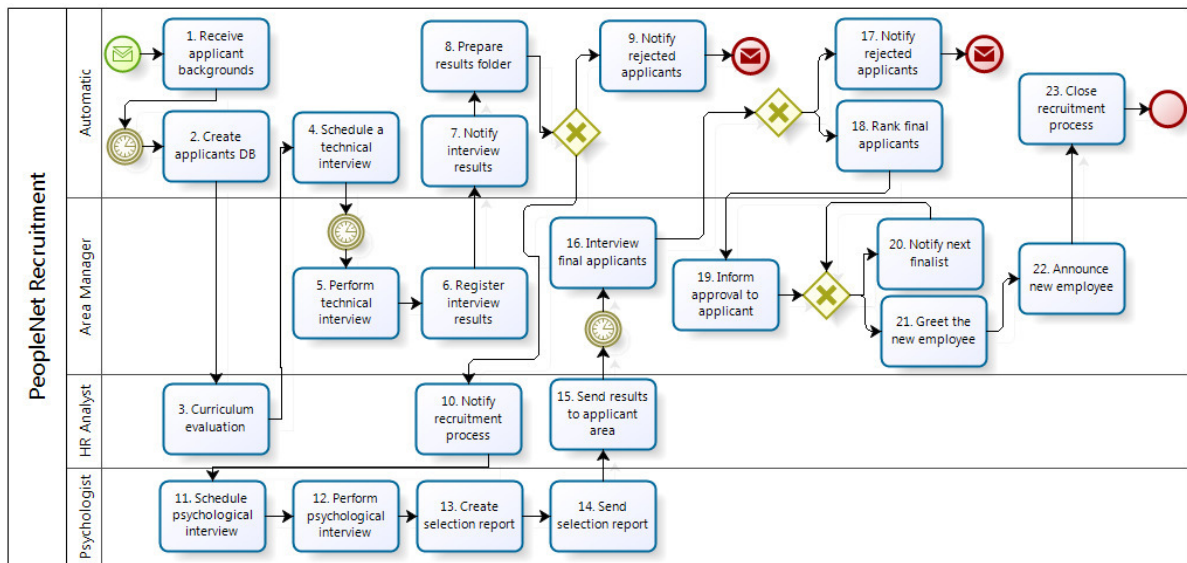 PeopleNet Recruitment
Automatic
1. Receive
applicant
backgrounds
2. Create
applicants DB
4. Schedule a
technical
interview
8. Prepare
results folder
7. Notify
interview
results
9. Notify
rejected
applicants
17. Notify
rejected
applicants
18. Rank final
applicants
23. Close
recruitment
process
Area Manager
5. Perform
technical
interview
6. Register
interview
results
16. Interview
final applicants
19. Inform
approval to
applicant
20. Notify next
finalist
21. Greet the
new employee
22. Announce
new employee
HR Analyst
3. Curriculum
evaluation
10. Notify
recruitment
process
15. Send results
to applicant
area
Psychologist
11. Schedule
psychological
interview
12. Perform
psychological
interview
13. Create
selection report
14. Send
selection report